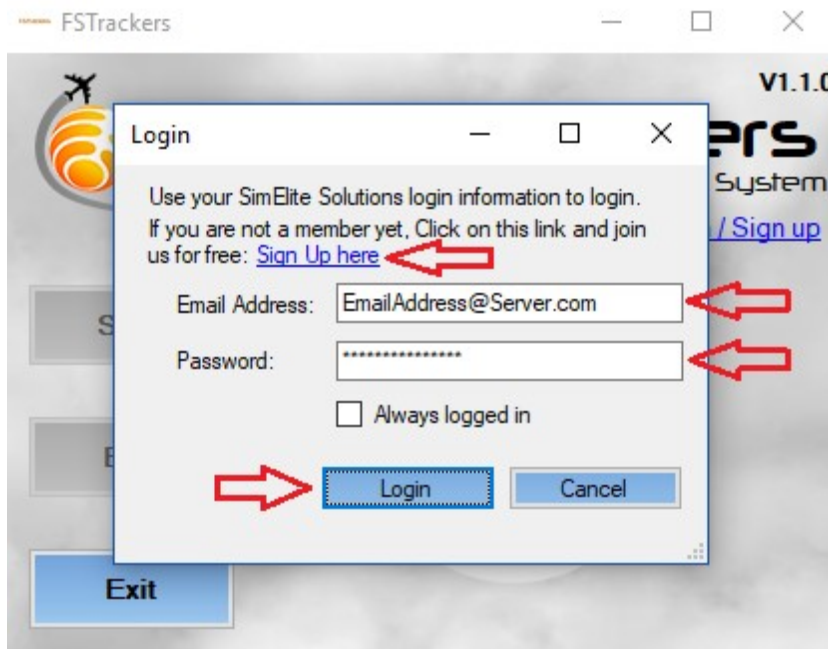 FSTrackers
V1.1.0
ers
System
/ Sign up
Login
Use your SimElite Solutions login information to login.
If you are not a member yet, Click on this link and join
us for free: Sign Up here
Email Address:
EmailAddress@Server.com
Password:
***************
Always logged in
Login
Cancel
Exit